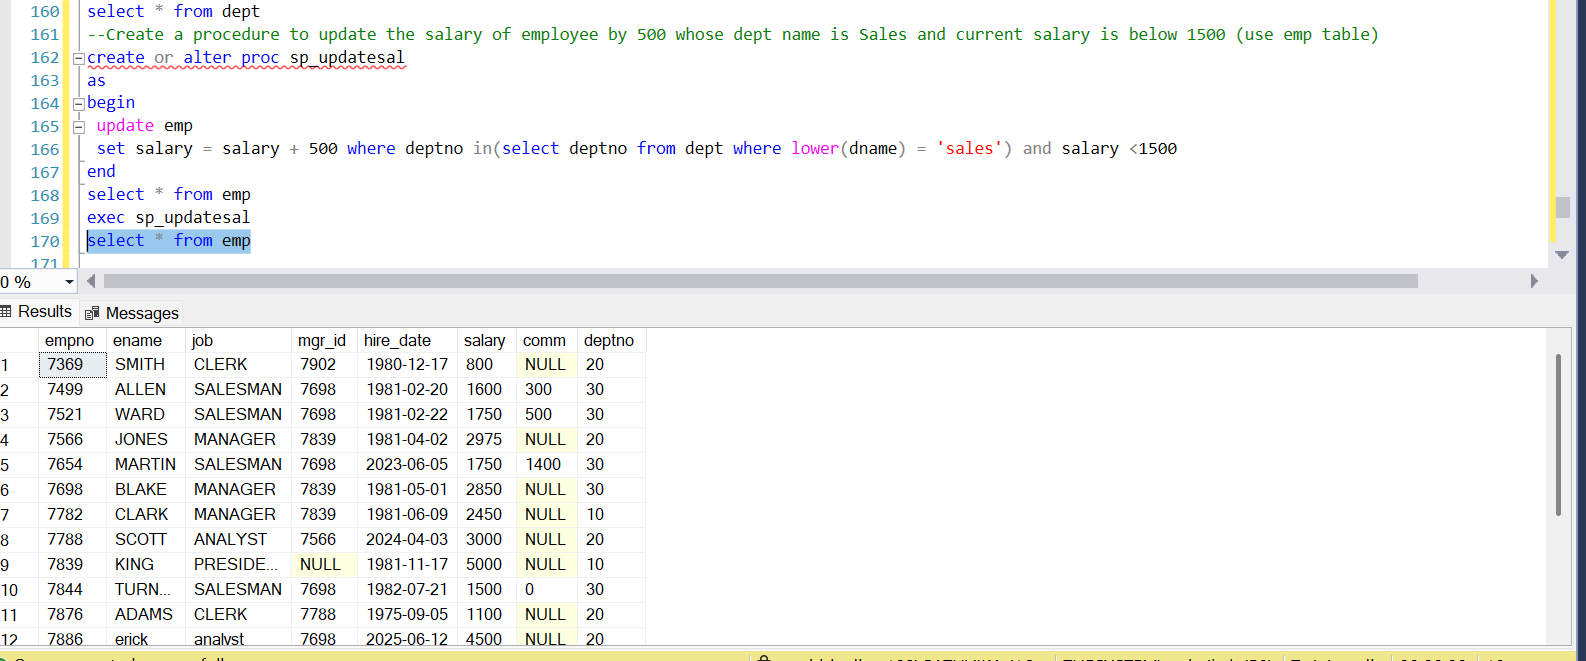 160 select * from dept
161 --Create a procedure to update the salary of employee by 500 whose dept name is Sales and current salary is below 1500 (use emp table)
162 create or alter proc sp_updatesal
163 as
164 begin
165 update emp
166 set salary = salary + 500 where deptno in(select deptno from dept where lower(dname) = 'sales') and salary <1500
167 end
168 select * from emp
169 exec sp_updatesal
170 select * from emp
171
0 %
Results Messages
empno ename job mgr_id hire_date salary comm deptno
1 7369 SMITH CLERK 7902 1980-12-17 800 NULL 20
2 7499 ALLEN SALESMAN 7698 1981-02-20 1600 300 30
3 7521 WARD SALESMAN 7698 1981-02-22 1750 500 30
4 7566 JONES MANAGER 7839 1981-04-02 2975 NULL 20
5 7654 MARTIN SALESMAN 7698 2023-06-05 1750 1400 30
6 7698 BLAKE MANAGER 7839 1981-05-01 2850 NULL 30
7 7782 CLARK MANAGER 7839 1981-06-09 2450 NULL 10
8 7788 SCOTT ANALYST 7566 2024-04-03 3000 NULL 20
9 7839 KING PRESIDE... NULL 1981-11-17 5000 NULL 10
10 7844 TURN... SALESMAN 7698 1982-07-21 1500 0 30
11 7876 ADAMS CLERK 7788 1975-09-05 1100 NULL 20
12 7886 erick analyst 7698 2025-06-12 4500 NULL 20